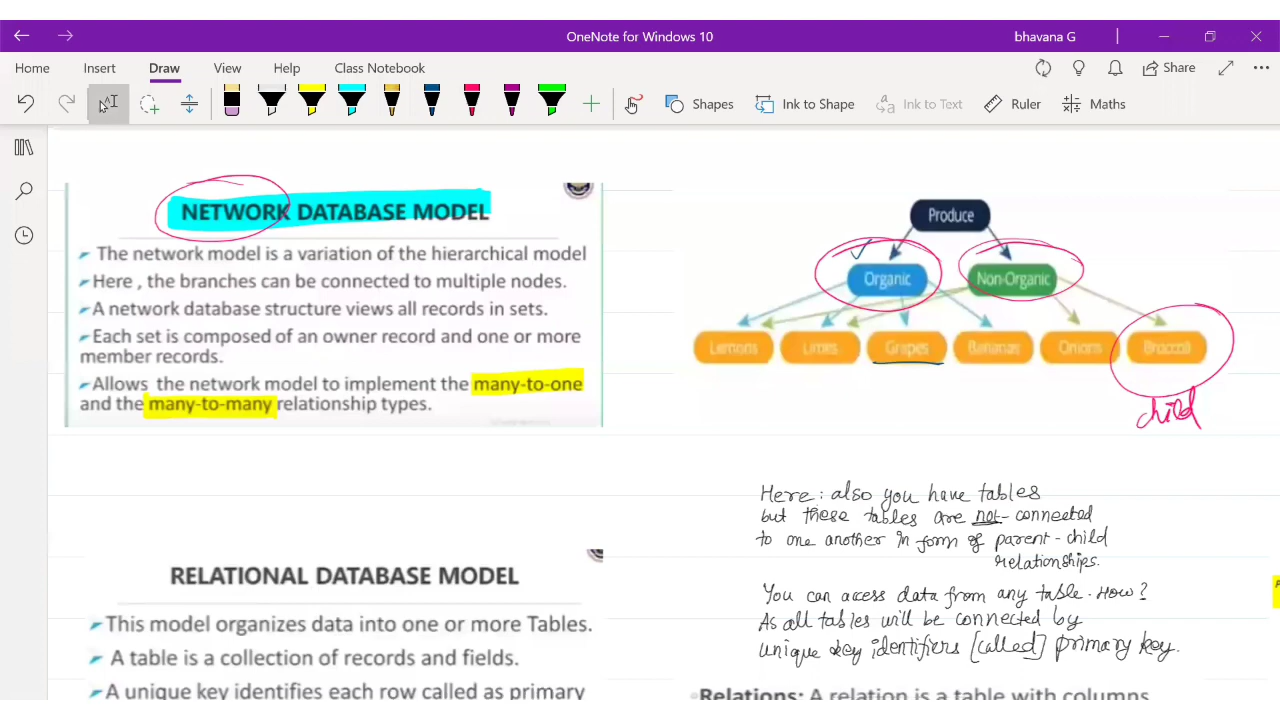 OneNote for Windows 10
bhavana G
Home Insert Draw View Help Class Notebook
Share
Shapes Ink to Shape Ink to Text Ruler Maths
NETWORK DATABASE MODEL
The network model is a variation of the hierarchical model
Here , the branches can be connected to multiple nodes.
A network database structure views all records in sets.
Each set is composed of an owner record and one or more
member records.
Allows the network model to implement the many-to-one
and the many-to-many relationship types.
Produce
Organic Non-Organic
Lemons Limes Grapes Bananas Onions Broccoli
child
Here : also you have tables
but these tables are not connected
to one another in form of parent-child
relationships.
You can access data from any table. How?
As all tables will be connected by
unique key identifiers [called] primary key.
RELATIONAL DATABASE MODEL
This model organizes data into one or more Tables.
A table is a collection of records and fields.
A unique key identifies each row called as primary
Relations: A relation is a table with columns